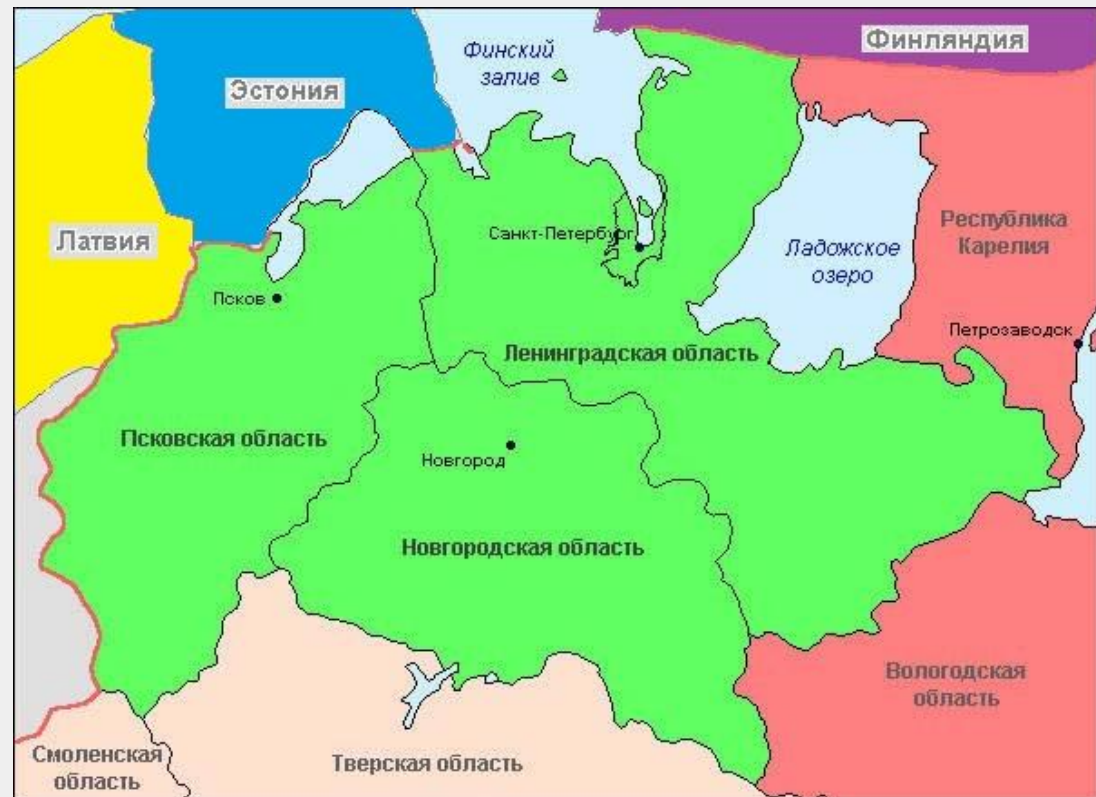 Финляндия
Финский
залив
Эстония
Латвия
Республика
Карелия
Санкт-Петербург
Ладожское
озеро
Псков
Петрозаводск
Ленинградская область
Псковская область
Новгород
Новгородская область
Вологодская
область
Смоленская
область
Тверская область